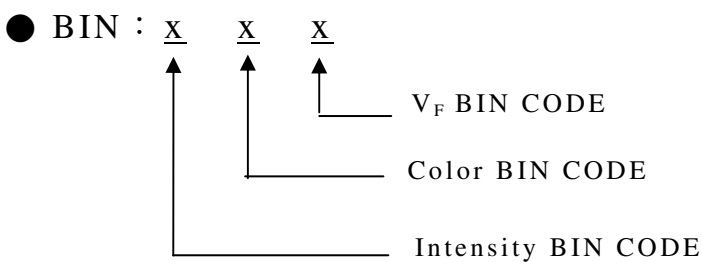 ● BIN：x x x
V_F BIN CODE
Color BIN CODE
Intensity BIN CODE